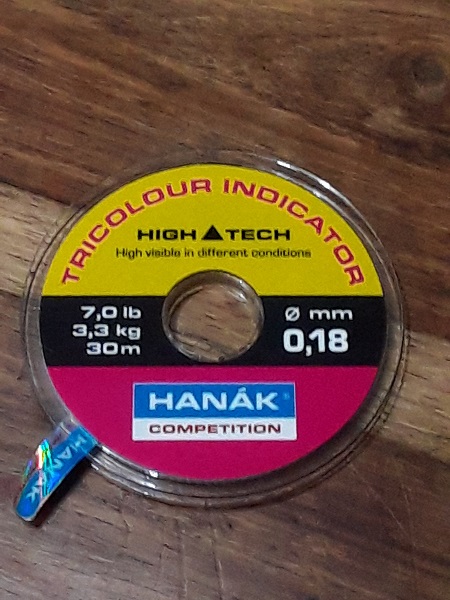 TRICOLOUR INDICATOR
HIGH TECH
High visible in different conditions
7,0 lb
3,3 kg
30m
Ø mm
0,18
HANÁK®
COMPETITION
HANÁK